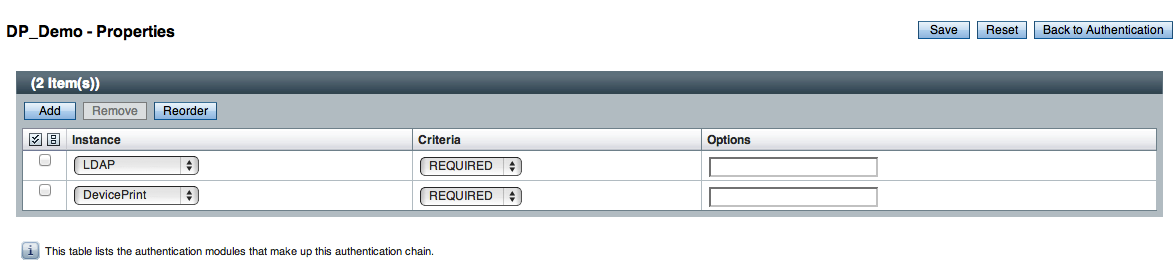 DP_Demo - Properties
Save Reset Back to Authentication
(2 Item(s))
Add Remove Reorder
Instance Criteria Options
LDAP REQUIRED
DevicePrint REQUIRED
This table lists the authentication modules that make up this authentication chain.